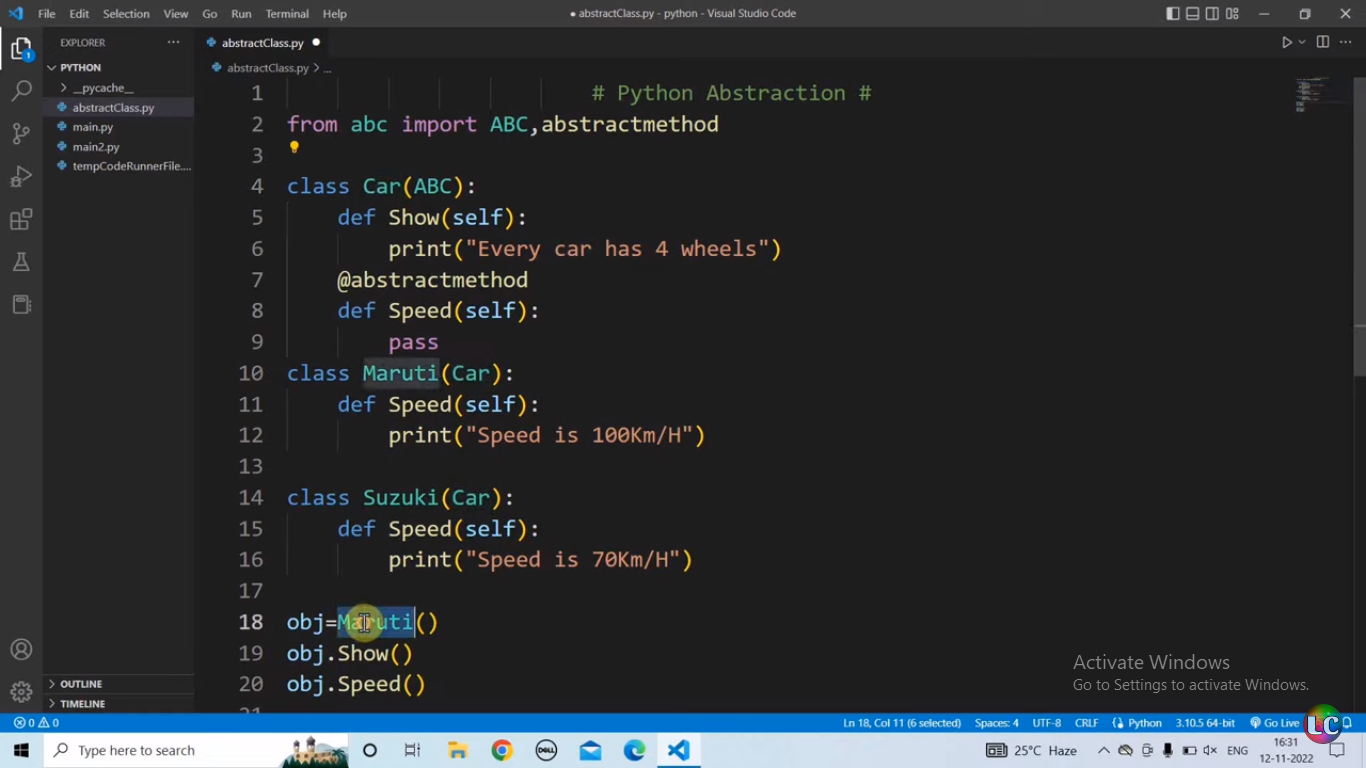 File Edit Selection View Go Run Terminal Help
● abstractClass.py - python - Visual Studio Code
EXPLORER ···
PYTHON
__pycache__
abstractClass.py
main.py
main2.py
tempCodeRunnerFile....
OUTLINE
TIMELINE
abstractClass.py ●
abstractClass.py > ...
1 # Python Abstraction #
2 from abc import ABC,abstractmethod
3
4 class Car(ABC):
5 def Show(self):
6 print("Every car has 4 wheels")
7 @abstractmethod
8 def Speed(self):
9 pass
10 class Maruti(Car):
11 def Speed(self):
12 print("Speed is 100Km/H")
13
14 class Suzuki(Car):
15 def Speed(self):
16 print("Speed is 70Km/H")
17
18 obj=Maruti()
19 obj.Show()
20 obj.Speed()
Activate Windows
Go to Settings to activate Windows.
0 0 Ln 18, Col 11 (6 selected) Spaces: 4 UTF-8 CRLF Python 3.10.5 64-bit Go Live
LC
Type here to search
DELL
25°C Haze ENG 16:31
12-11-2022